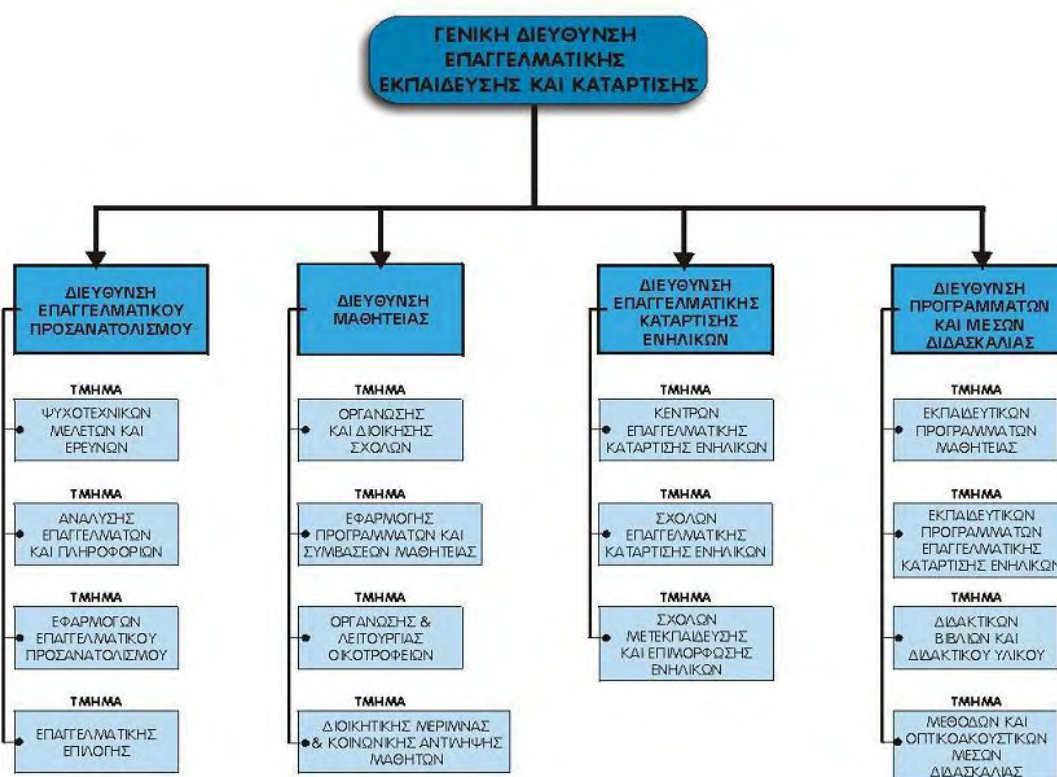 ΓΕΝΙΚΗ ΔΙΕΥΘΥΝΣΗ
ΕΠΑΓΓΕΛΜΑΤΙΚΗΣ
ΕΚΠΑΙΔΕΥΣΗΣ ΚΑΙ ΚΑΤΑΡΤΙΣΗΣ
ΔΙΕΥΘΥΝΣΗ
ΕΠΑΓΓΕΛΜΑΤΙΚΟΥ
ΠΡΟΣΑΝΑΤΟΛΙΣΜΟΥ
ΤΜΗΜΑ
ΨΥΧΟΤΕΧΝΙΚΩΝ
ΜΕΛΕΤΩΝ ΚΑΙ
ΕΡΕΥΝΩΝ
ΤΜΗΜΑ
ΑΝΑΛΥΣΗΣ
ΕΠΑΓΓΕΛΜΑΤΩΝ
ΚΑΙ ΠΛΗΡΟΦΟΡΙΩΝ
ΤΜΗΜΑ
ΕΦΑΡΜΟΓΩΝ
ΕΠΑΓΓΕΛΜΑΤΙΚΟΥ
ΠΡΟΣΑΝΑΤΟΛΙΣΜΟΥ
ΤΜΗΜΑ
ΕΠΑΓΓΕΛΜΑΤΙΚΗΣ
ΕΠΙΛΟΓΗΣ
ΔΙΕΥΘΥΝΣΗ
ΜΑΘΗΤΕΙΑΣ
ΤΜΗΜΑ
ΟΡΓΑΝΩΣΗΣ
ΚΑΙ ΔΙΟΙΚΗΣΗΣ
ΣΧΟΛΩΝ
ΤΜΗΜΑ
ΕΦΑΡΜΟΓΗΣ
ΠΡΟΓΡΑΜΜΑΤΩΝ ΚΑΙ
ΣΥΜΒΑΣΕΩΝ ΜΑΘΗΤΕΙΑΣ
ΤΜΗΜΑ
ΟΡΓΑΝΩΣΗΣ &
ΛΕΙΤΟΥΡΓΙΑΣ
ΟΙΚΟΤΡΟΦΕΙΩΝ
ΤΜΗΜΑ
ΔΙΟΙΚΗΤΙΚΗΣ ΜΕΡΙΜΝΑΣ
& ΚΟΙΝΩΝΙΚΗΣ ΑΝΤΙΛΗΨΗΣ
ΜΑΘΗΤΩΝ
ΔΙΕΥΘΥΝΣΗ
ΕΠΑΓΓΕΛΜΑΤΙΚΗΣ
ΚΑΤΑΡΤΙΣΗΣ
ΕΝΗΛΙΚΩΝ
ΤΜΗΜΑ
ΚΕΝΤΡΩΝ
ΕΠΑΓΓΕΛΜΑΤΙΚΗΣ
ΚΑΤΑΡΤΙΣΗΣ ΕΝΗΛΙΚΩΝ
ΤΜΗΜΑ
ΣΧΟΛΩΝ
ΕΠΑΓΓΕΛΜΑΤΙΚΗΣ
ΚΑΤΑΡΤΙΣΗΣ ΕΝΗΛΙΚΩΝ
ΤΜΗΜΑ
ΣΧΟΛΩΝ
ΜΕΤΕΚΠΑΙΔΕΥΣΗΣ
ΚΑΙ ΕΠΙΜΟΡΦΩΣΗΣ
ΕΝΗΛΙΚΩΝ
ΔΙΕΥΘΥΝΣΗ
ΠΡΟΓΡΑΜΜΑΤΩΝ
ΚΑΙ ΜΕΣΩΝ
ΔΙΔΑΣΚΑΛΙΑΣ
ΤΜΗΜΑ
ΕΚΠΑΙΔΕΥΤΙΚΩΝ
ΠΡΟΓΡΑΜΜΑΤΩΝ
ΜΑΘΗΤΕΙΑΣ
ΤΜΗΜΑ
ΕΚΠΑΙΔΕΥΤΙΚΩΝ
ΠΡΟΓΡΑΜΜΑΤΩΝ
ΕΠΑΓΓΕΛΜΑΤΙΚΗΣ
ΚΑΤΑΡΤΙΣΗΣ ΕΝΗΛΙΚΩΝ
ΤΜΗΜΑ
ΔΙΔΑΚΤΙΚΩΝ
ΒΙΒΛΙΩΝ ΚΑΙ
ΔΙΔΑΚΤΙΚΟΥ ΥΛΙΚΟΥ
ΤΜΗΜΑ
ΜΕΘΟΔΩΝ ΚΑΙ
ΟΠΤΙΚΟΑΚΟΥΣΤΙΚΩΝ
ΜΕΣΩΝ
ΔΙΔΑΣΚΑΛΙΑΣ